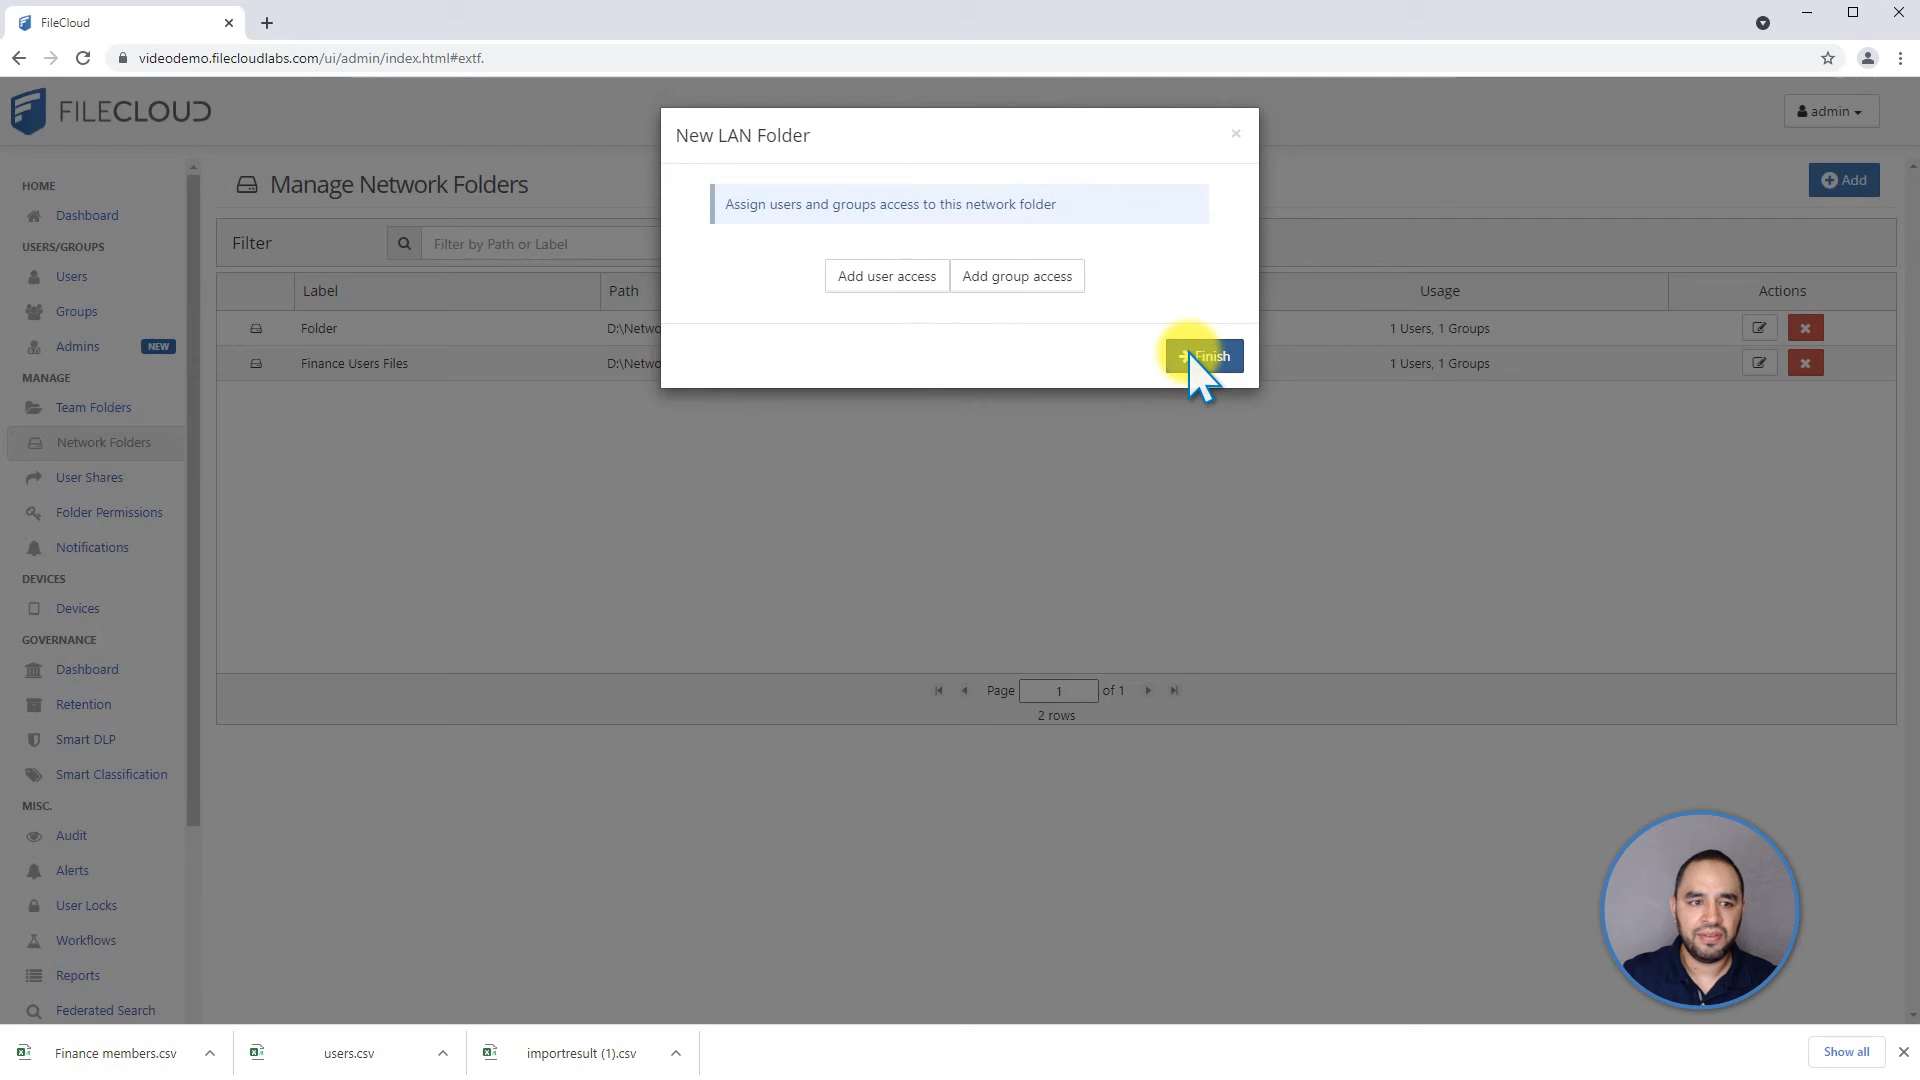 FileCloud
videodemo.filecloudlabs.com/ui/admin/index.html#extf.
FILECLOUD
admin
New LAN Folder
Assign users and groups access to this network folder
Add user access
Add group access
Finish
HOME
Dashboard
USERS/GROUPS
Users
Groups
Admins
NEW
MANAGE
Team Folders
Network Folders
User Shares
Folder Permissions
Notifications
DEVICES
Devices
GOVERNANCE
Dashboard
Retention
Smart DLP
Smart Classification
MISC.
Audit
Alerts
User Locks
Workflows
Reports
Federated Search
Manage Network Folders
Add
Filter
Filter by Path or Label
Label Path Usage Actions
Folder D:\Netwo 1 Users, 1 Groups
Finance Users Files D:\Netwo 1 Users, 1 Groups
Page 1 of 1
2 rows
Finance members.csv
users.csv
importresult (1).csv
Show all